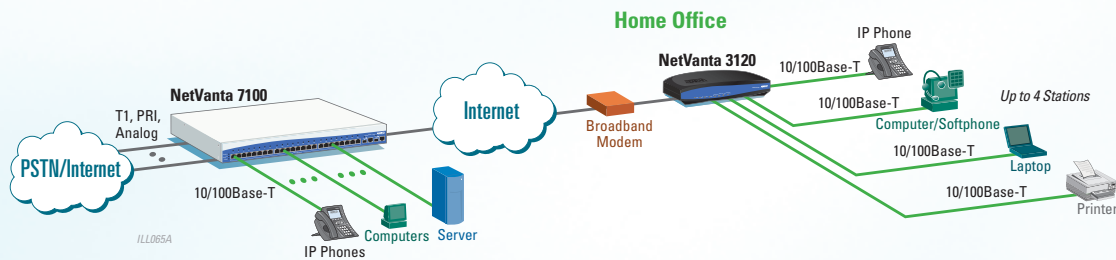 Home Office
IP Phone
NetVanta 3120
10/100Base-T
NetVanta 7100
Internet
10/100Base-T
Up to 4 Stations
T1, PRI,
Analog
Broadband
Modem
Computer/Softphone
10/100Base-T
PSTN/Internet
Laptop
10/100Base-T
10/100Base-T
Printer
ILL065A
IP Phones
Computers
Server